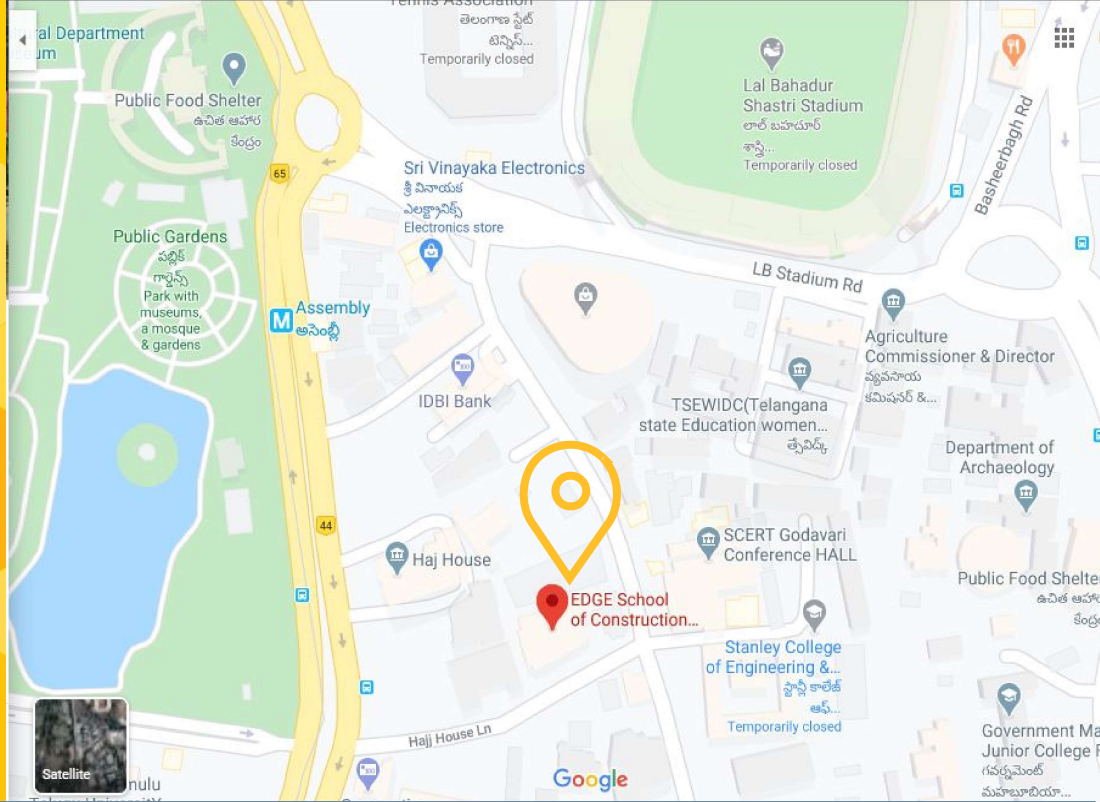 Tennis Association
తెలంగాణ స్టేట్
టెన్నిస్...
Temporarily closed
ral Department
um
Public Food Shelter
ఉచిత ఆహార
కేంద్రం
Lal Bahadur
Shastri Stadium
లాల్ బహదూర్
శాస్త్రి...
Temporarily closed
Basheerbagh Rd
65
Sri Vinayaka Electronics
శ్రీ వినాయక
ఎలక్ట్రానిక్స్
Electronics store
Public Gardens
పబ్లిక్
గార్డెన్స్
Park with
museums,
a mosque
& gardens
LB Stadium Rd
M
Assembly
అసెంబ్లీ
Agriculture
Commissioner & Director
వ్యవసాయ
కమిషనర్ &...
IDBI Bank
TSEWIDC(Telangana
state Education women...
త్సేవిద్క్
Department of
Archaeology
44
SCERT Godavari
Conference HALL
Haj House
Public Food Shelte
ఉచిత ఆహా
కేంద్రం
EDGE School
of Construction...
Stanley College
of Engineering &...
స్టాన్లీ కాలేజ్
ఆఫ్...
Temporarily closed
Hajj House Ln
Government Ma
Junior College F
గవర్నమెంట్
మహబూబియా...
Satellite
mulu
Google